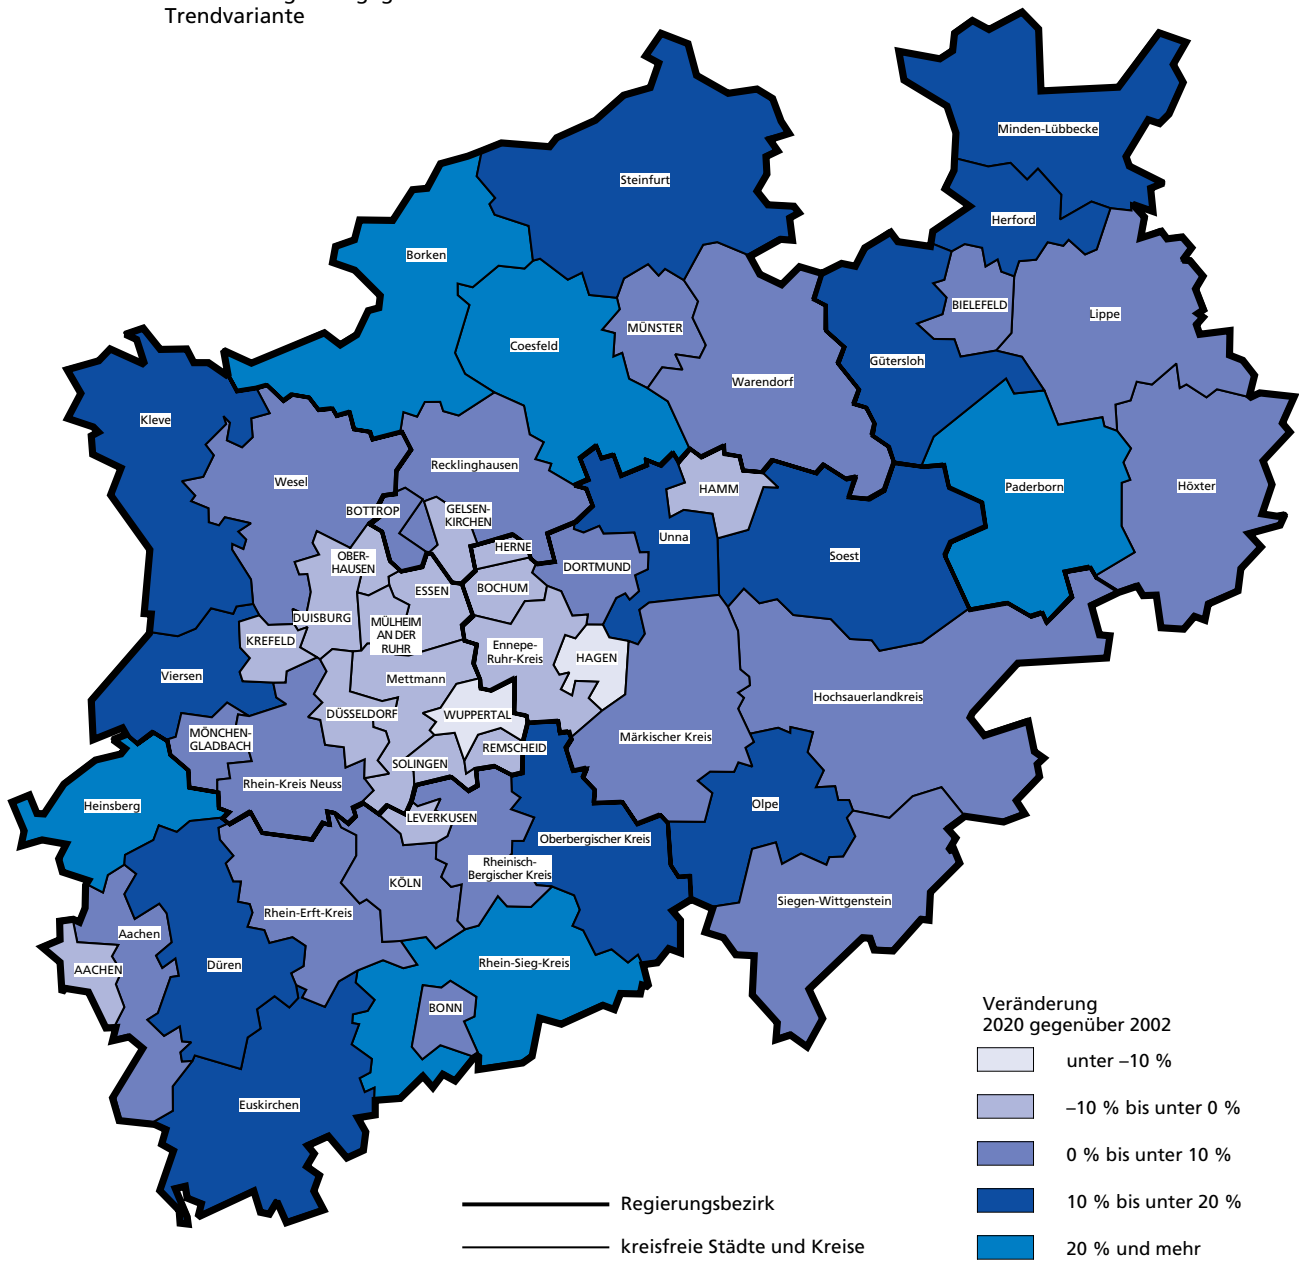 Trendvariante
Minden-Lübbecke
Steinfurt
Herford
Borken
BIELEFELD
Lippe
MÜNSTER
Coesfeld
Gütersloh
Warendorf
Kleve
Recklinghausen
Wesel
HAMM
Paderborn
Höxter
BOTTROP
GELSEN-
KIRCHEN
Unna
HERNE
Soest
OBER-
HAUSEN
DORTMUND
ESSEN
BOCHUM
DUISBURG
MÜLHEIM
AN DER
RUHR
KREFELD
Ennepe-
Ruhr-Kreis
HAGEN
Viersen
Mettmann
Hochsauerlandkreis
DÜSSELDORF
WUPPERTAL
MÖNCHEN-
GLADBACH
Märkischer Kreis
REMSCHEID
SOLINGEN
Rhein-Kreis Neuss
Heinsberg
Olpe
LEVERKUSEN
Oberbergischer Kreis
Rheinisch-
Bergischer Kreis
KÖLN
Siegen-Wittgenstein
Rhein-Erft-Kreis
Aachen
AACHEN
Düren
Rhein-Sieg-Kreis
BONN
Euskirchen
Veränderung
2020 gegenüber 2002
unter –10 %
–10 % bis unter 0 %
0 % bis unter 10 %
10 % bis unter 20 %
20 % und mehr
Regierungsbezirk
kreisfreie Städte und Kreise